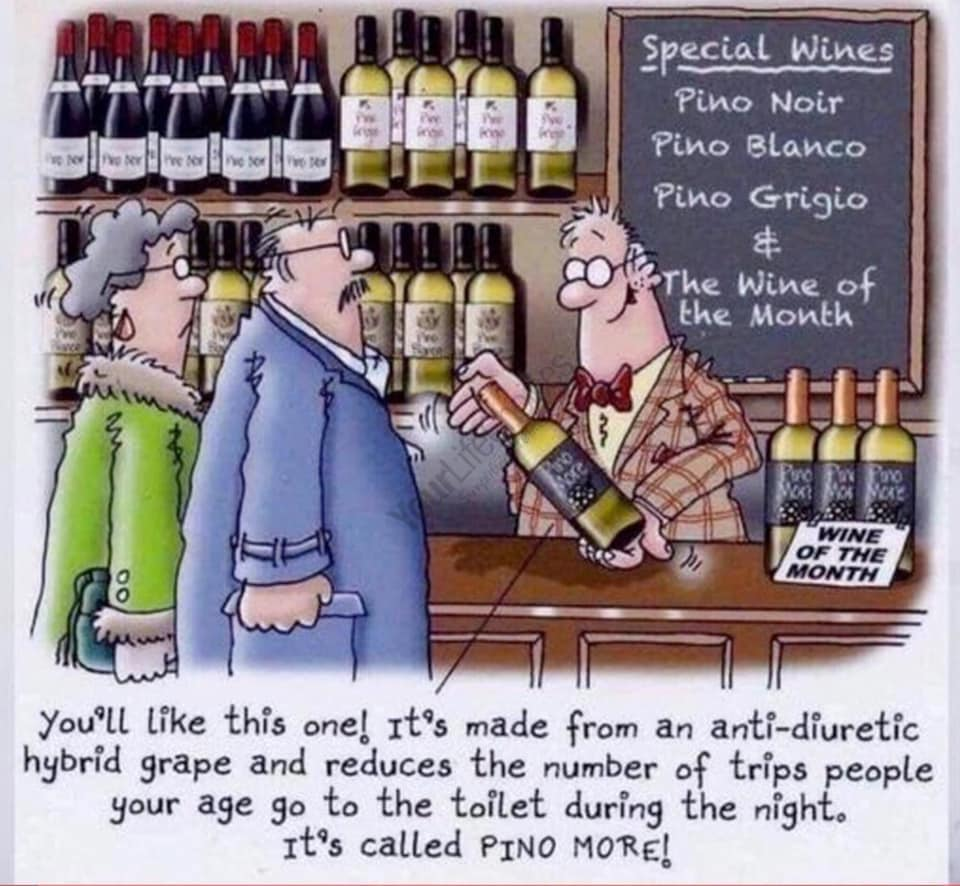 Special Wines
Pino Noir
Pino Blanco
Pino Grigio
&
The Wine of
the Month
Pino
More
Pino
More
WINE
OF THE
MONTH
You'll like this one! It's made from an anti-diuretic
hybrid grape and reduces the number of trips people
your age go to the toilet during the night.
It's called PINO MORE!